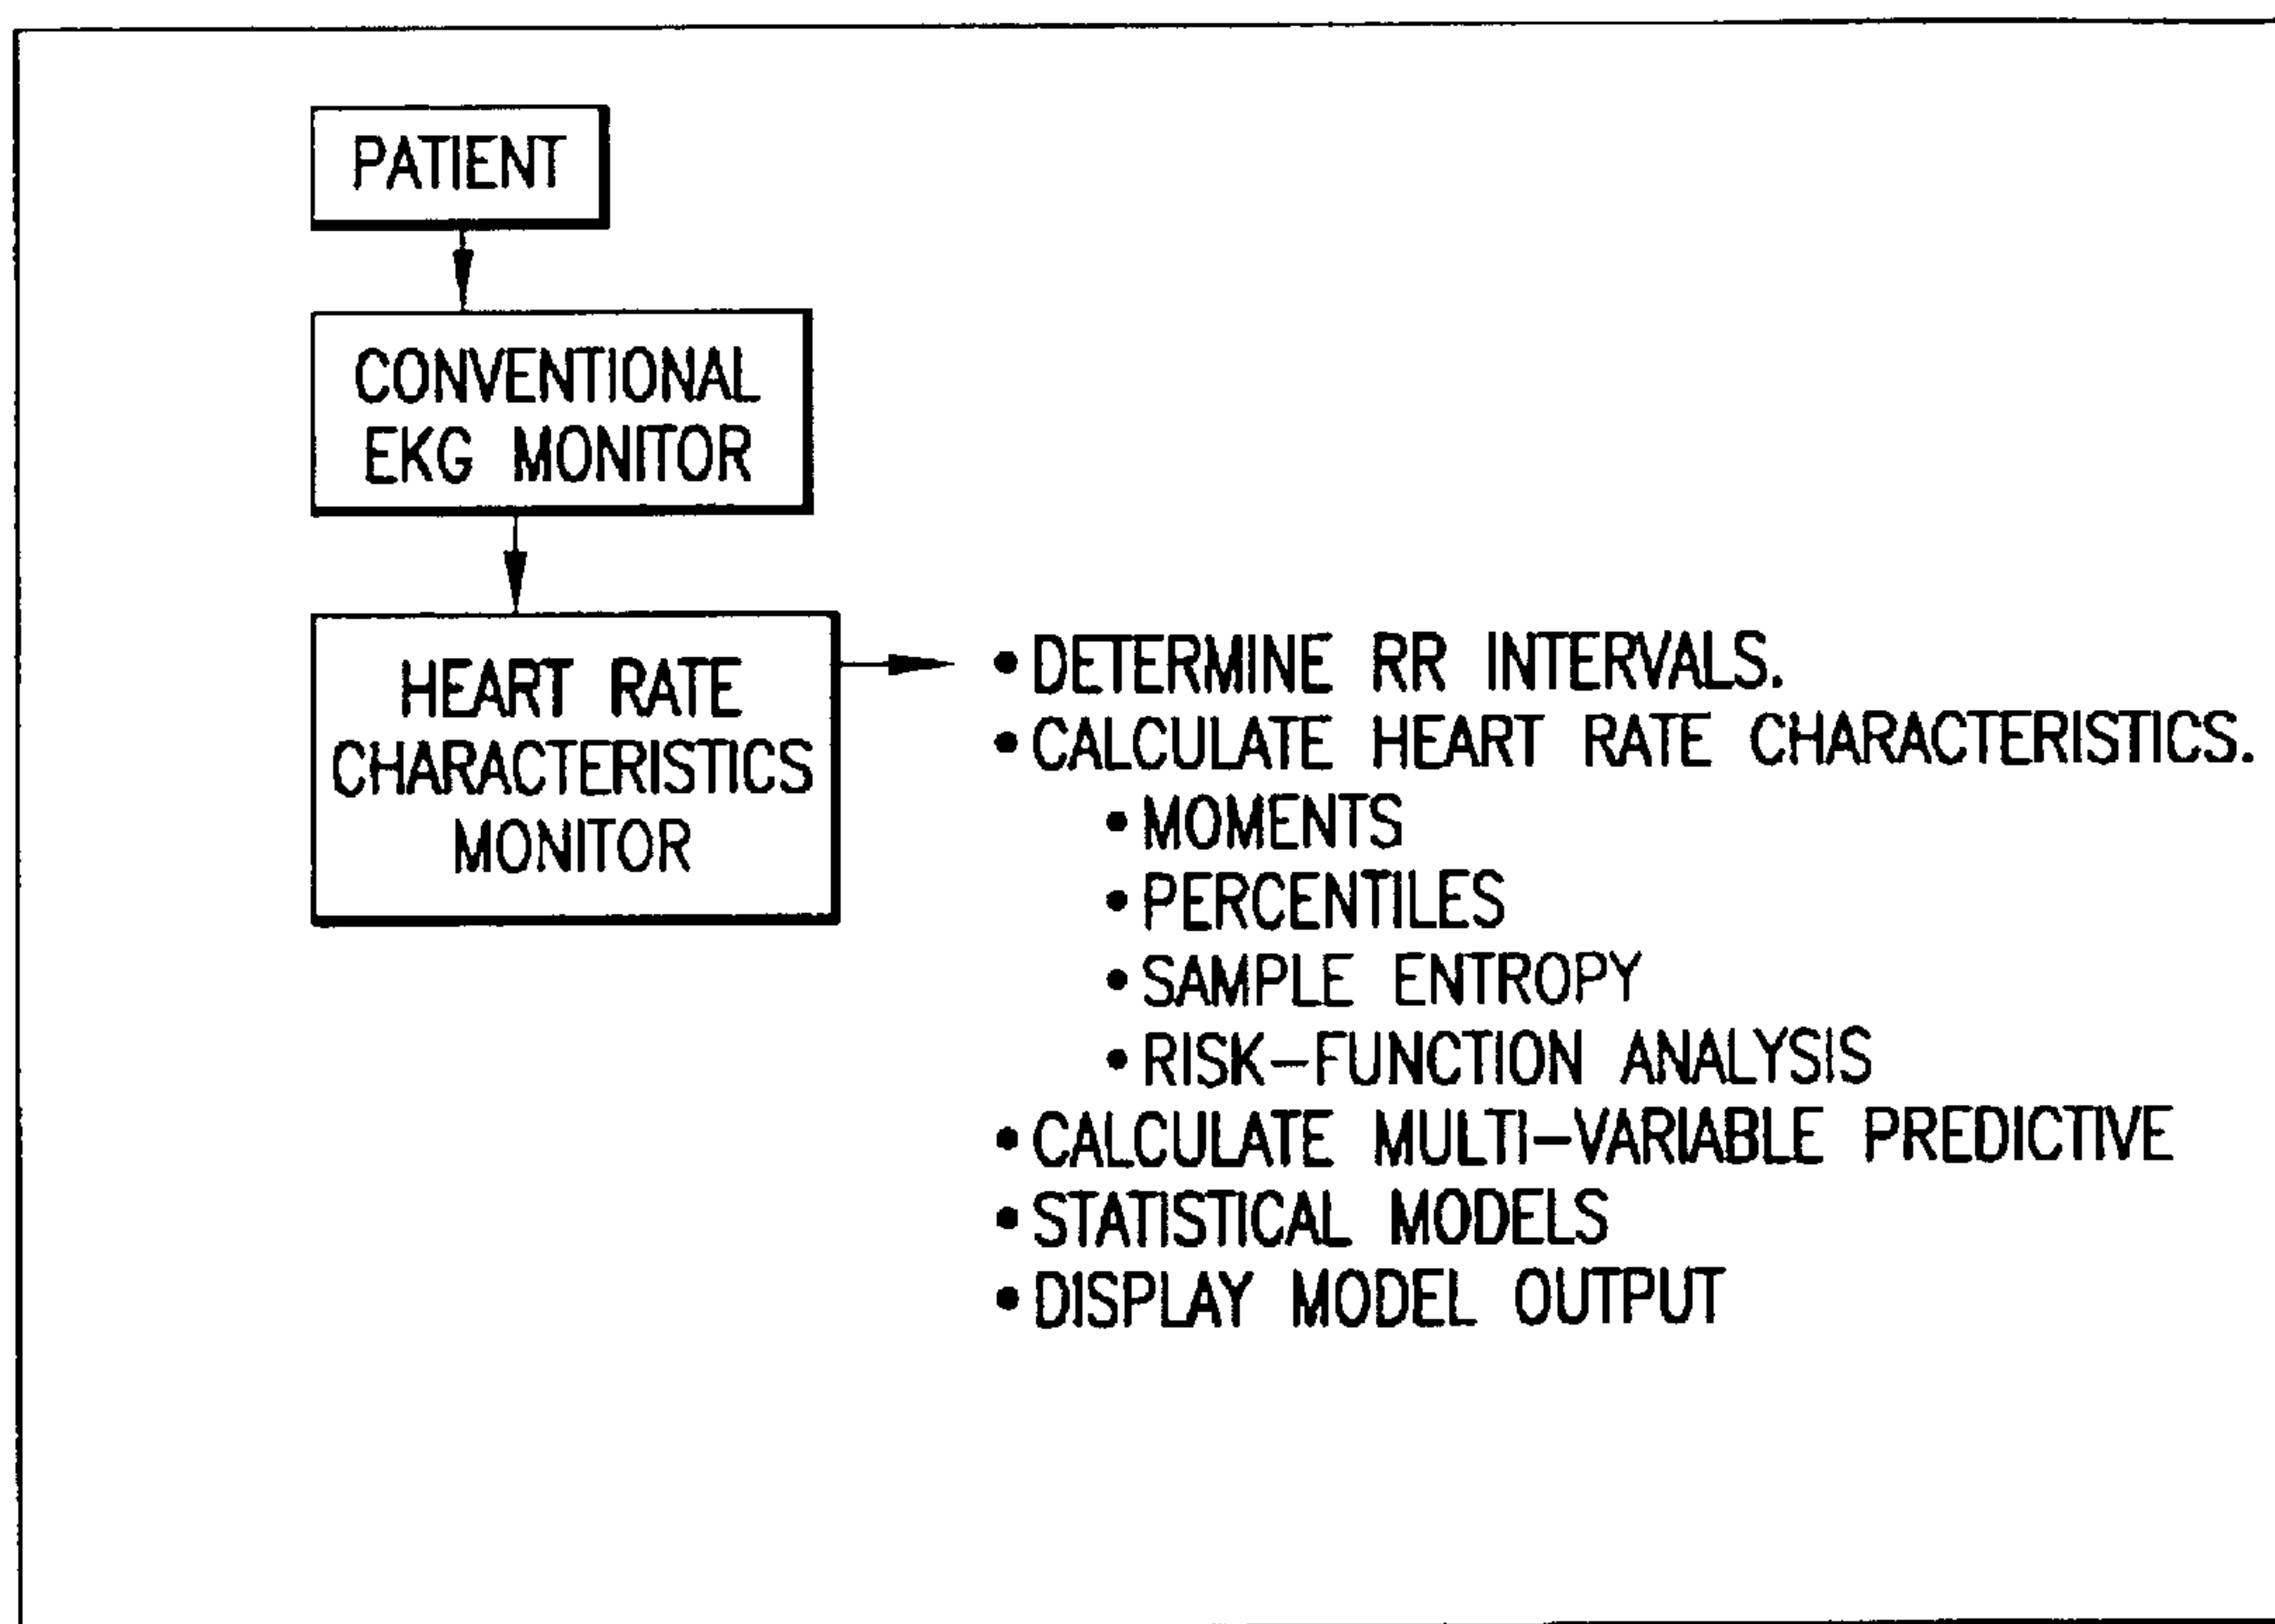 PATIENT
CONVENTIONAL
EKG MONITOR
HEART RATE
CHARACTERISTICS
MONITOR
• DETERMINE RR INTERVALS.
• CALCULATE HEART RATE CHARACTERISTICS.
• MOMENTS
• PERCENTILES
• SAMPLE ENTROPY
• RISK-FUNCTION ANALYSIS
• CALCULATE MULTI-VARIABLE PREDICTIVE
• STATISTICAL MODELS
• DISPLAY MODEL OUTPUT